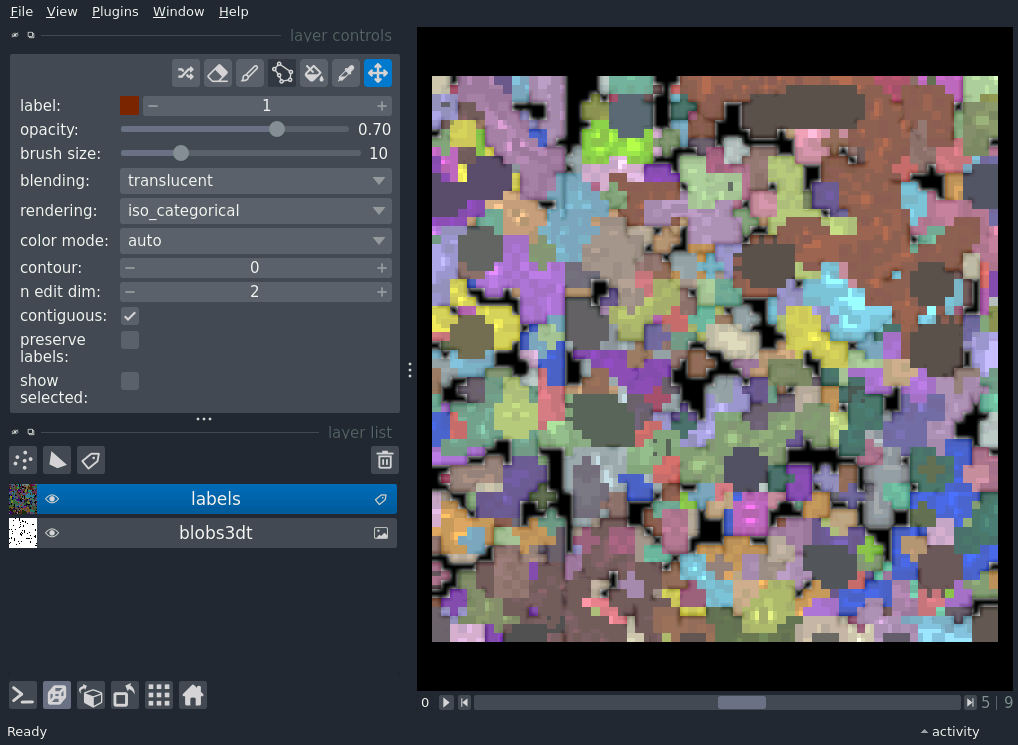 File View Plugins Window Help
layer controls
label: 1
opacity: 0.70
brush size: 10
blending: translucent
rendering: iso_categorical
color mode: auto
contour: 0
n edit dim: 2
contiguous:
preserve
labels:
show
selected:
layer list
labels
blobs3dt
0 5 | 9
Ready activity